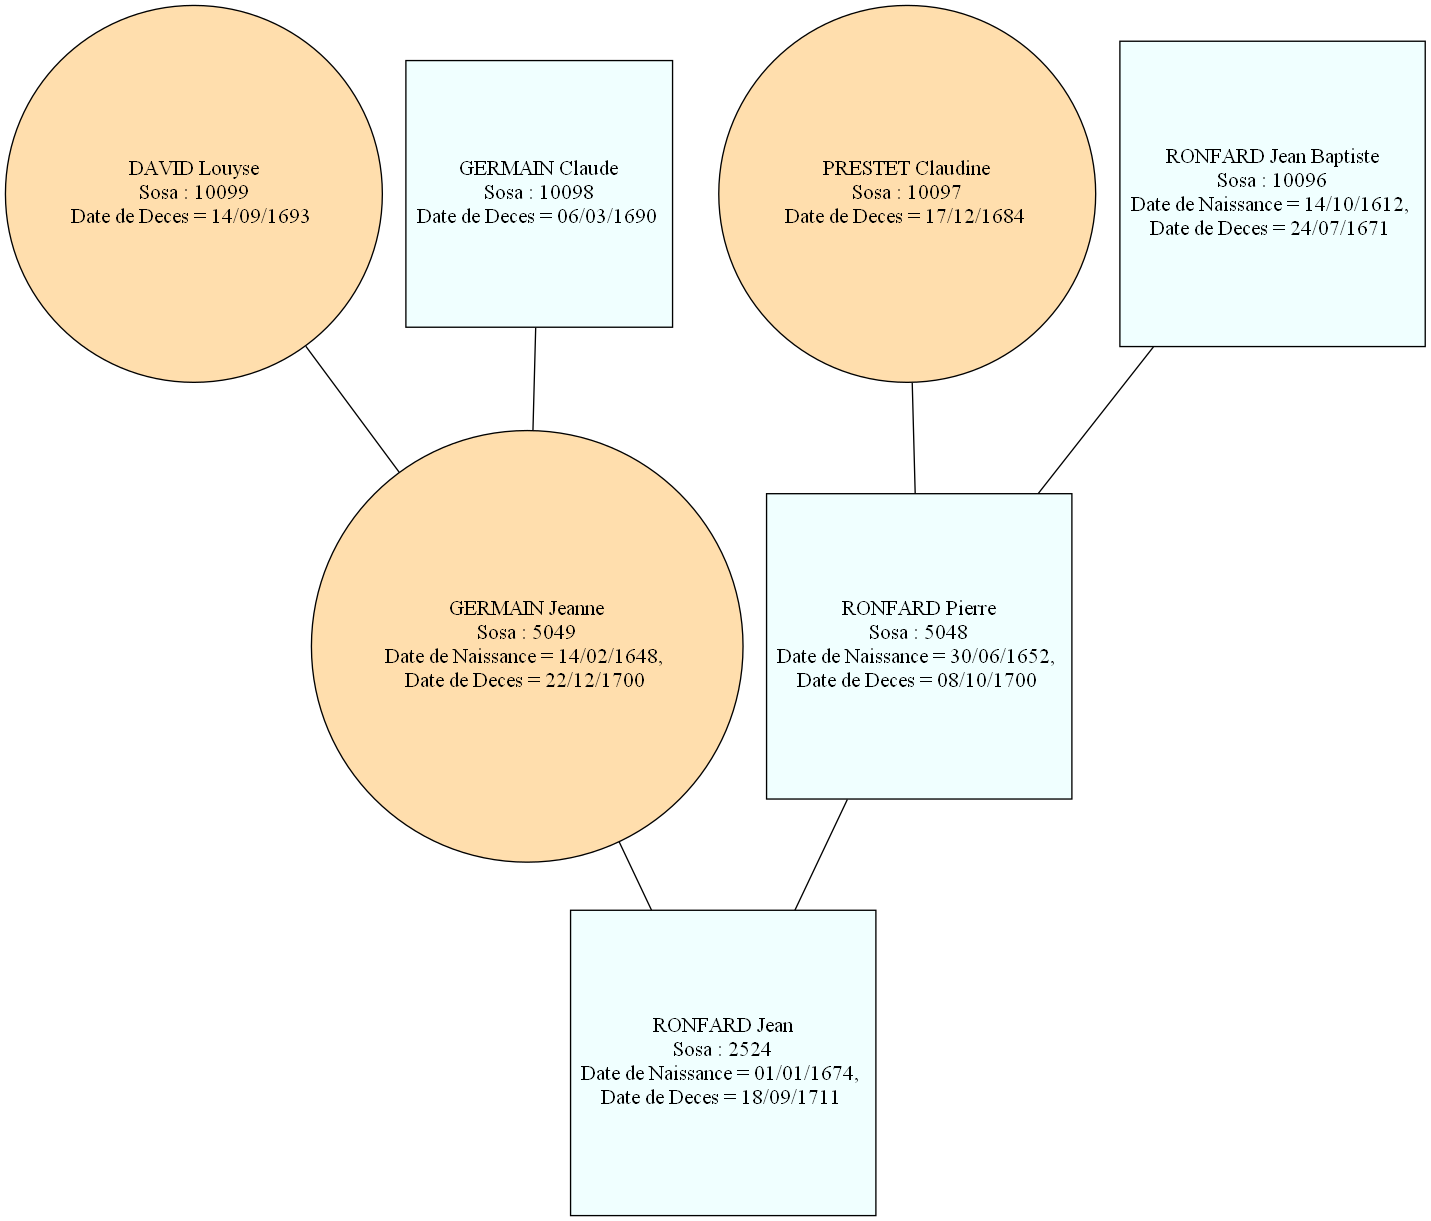 DAVID Louyse
Sosa : 10099
Date de Deces = 14/09/1693
GERMAIN Claude
Sosa : 10098
Date de Deces = 06/03/1690
PRESTET Claudine
Sosa : 10097
Date de Deces = 17/12/1684
RONFARD Jean Baptiste
Sosa : 10096
Date de Naissance = 14/10/1612,
Date de Deces = 24/07/1671
GERMAIN Jeanne
Sosa : 5049
Date de Naissance = 14/02/1648,
Date de Deces = 22/12/1700
RONFARD Pierre
Sosa : 5048
Date de Naissance = 30/06/1652,
Date de Deces = 08/10/1700
RONFARD Jean
Sosa : 2524
Date de Naissance = 01/01/1674,
Date de Deces = 18/09/1711